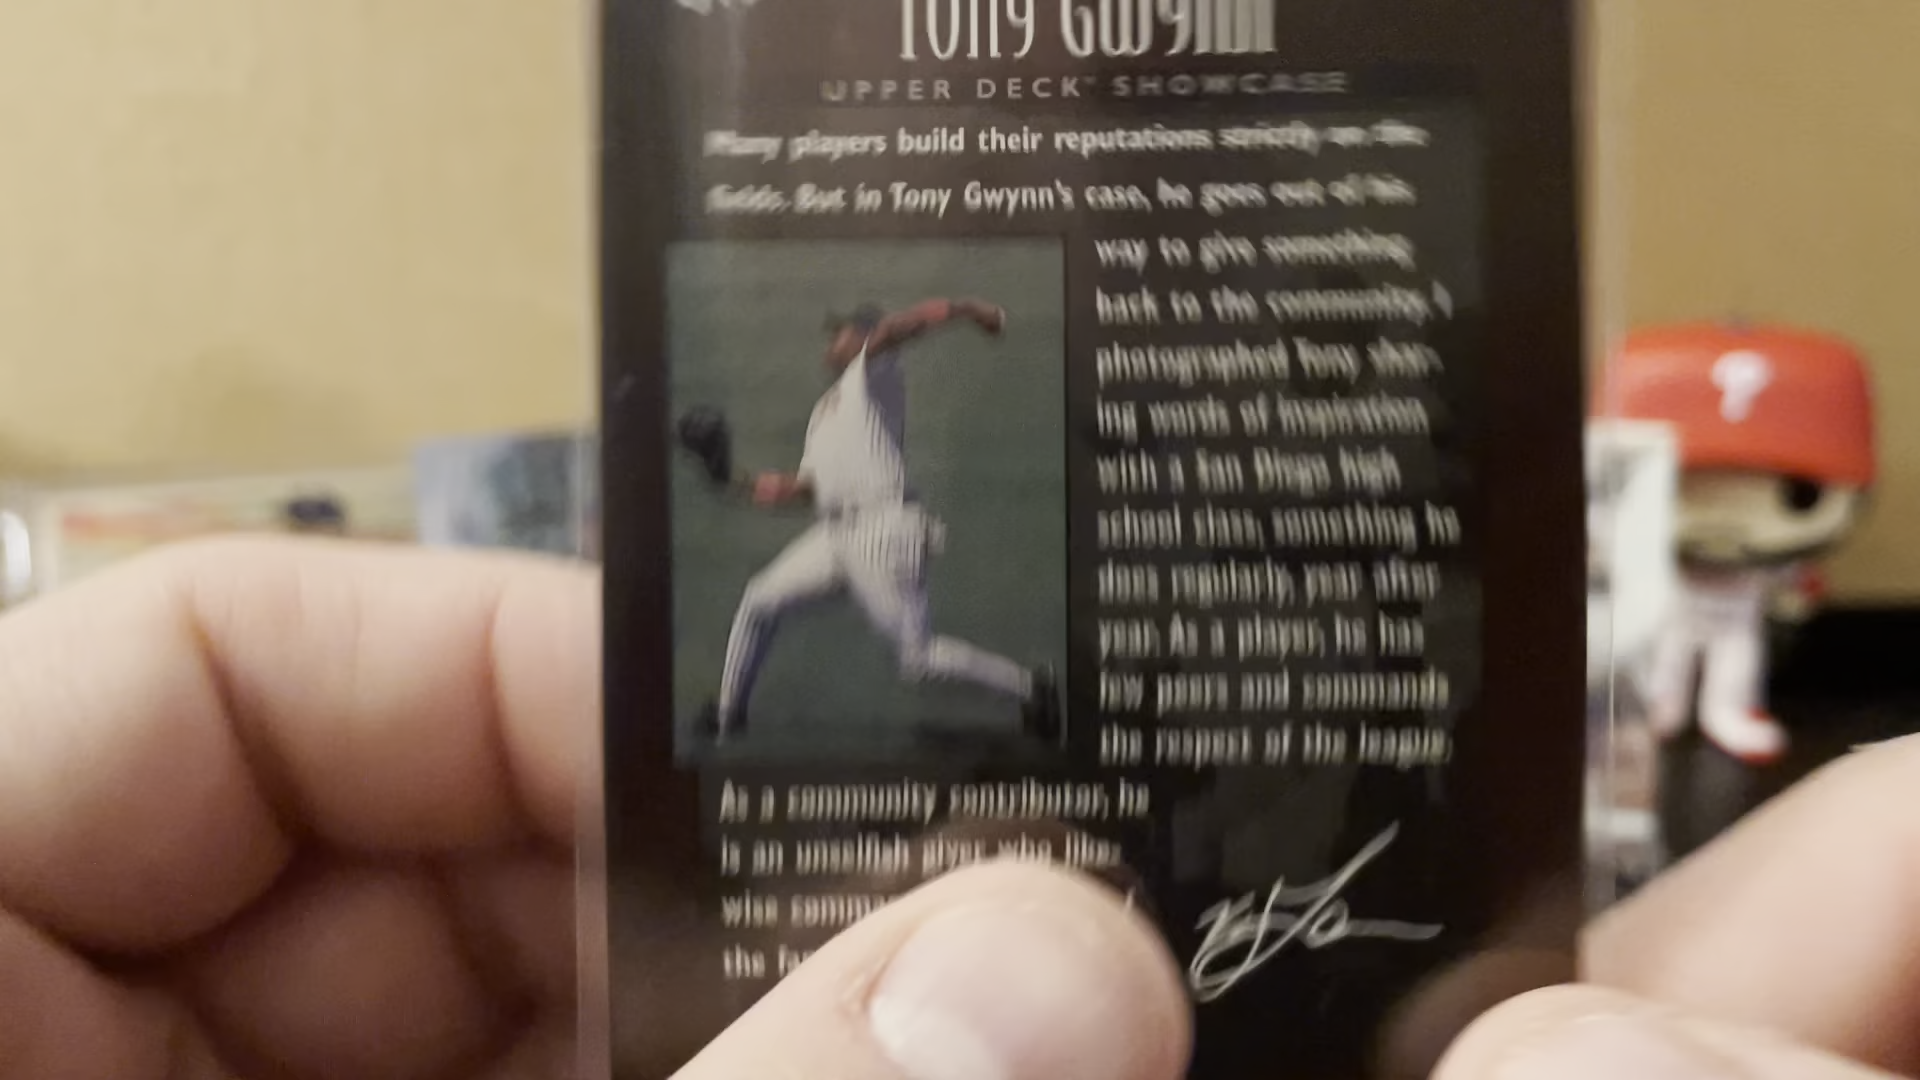 Tony Gwynn
UPPER DECK SHOWCASE
Many players build their reputations strictly on the
fields. But in Tony Gwynn's case, he goes out of his
way to give something
back to the community. I
photographed Tony shar-
ing words of inspiration
with a San Diego high
school class, something he
does regularly, year after
year. As a player, he has
few peers and commands
the respect of the league.
As a community contributor, he
is an unselfish giver who like-
wise
the